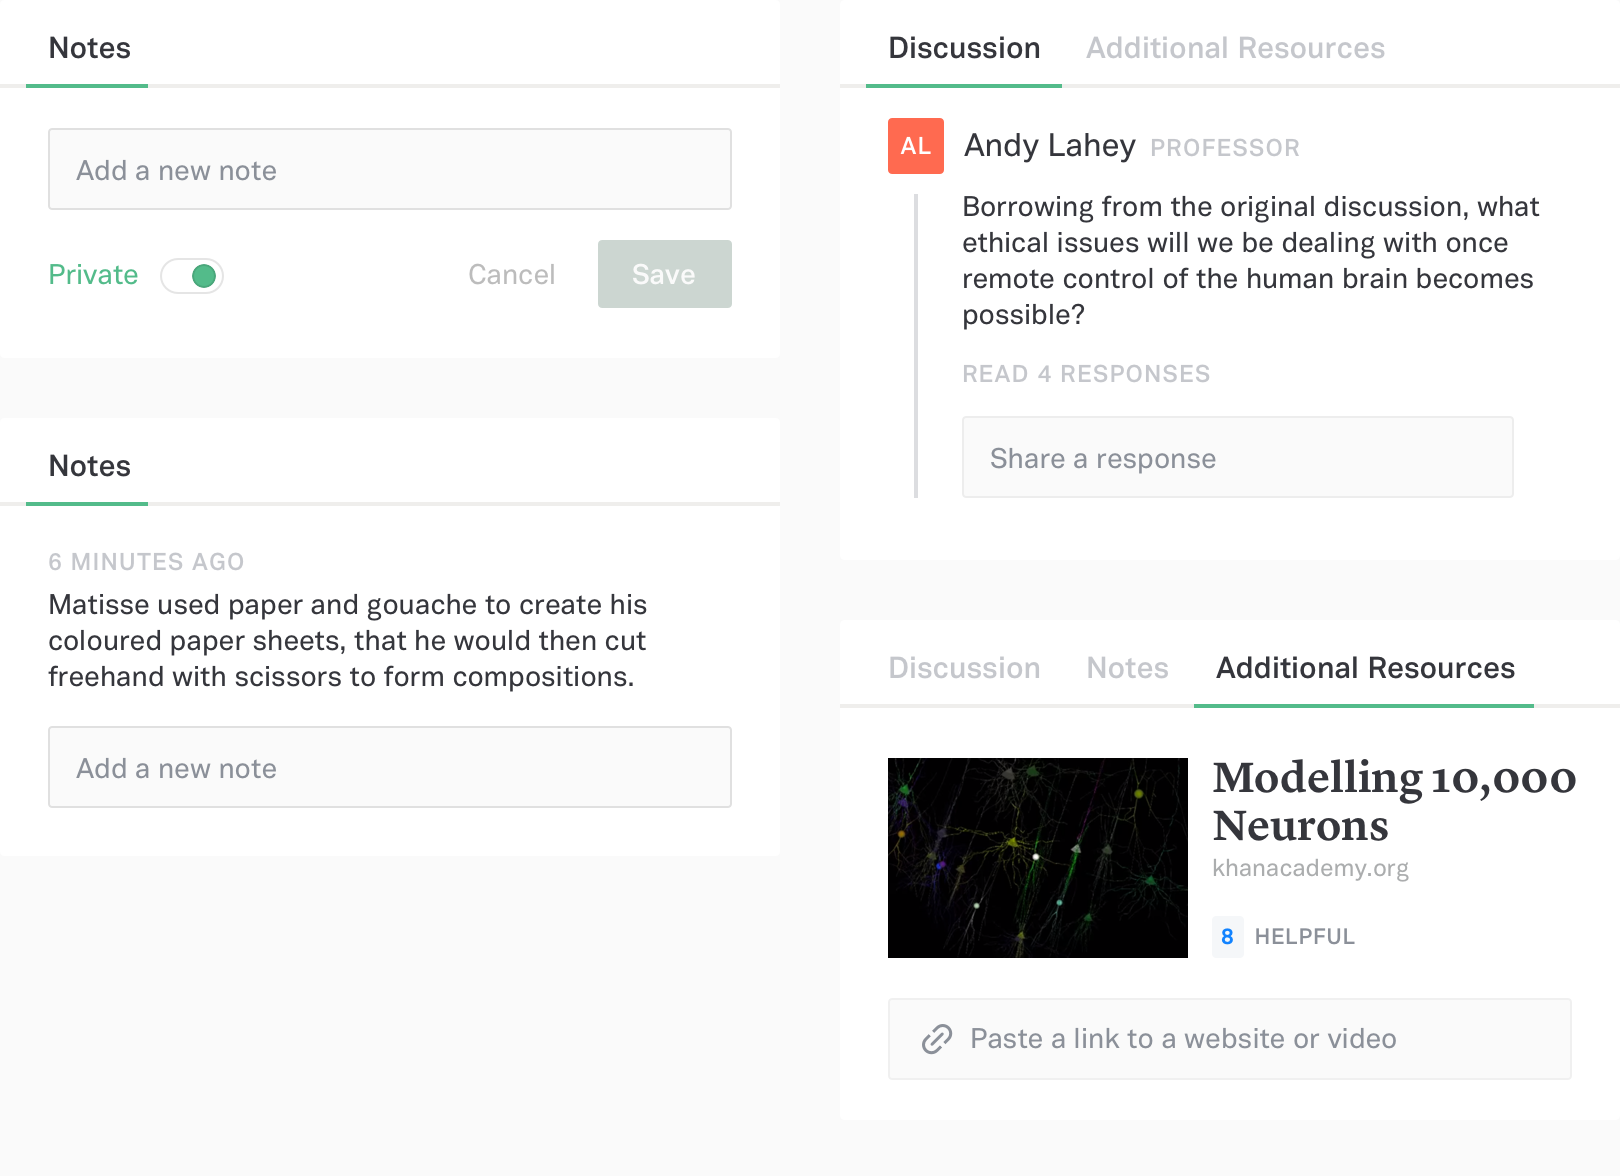 Notes
Add a new note
Private
Cancel
Save
Notes
6 MINUTES AGO
Matisse used paper and gouache to create his
coloured paper sheets, that he would then cut
freehand with scissors to form compositions.
Add a new note
Discussion Additional Resources
AL Andy Lahey PROFESSOR
Borrowing from the original discussion, what
ethical issues will we be dealing with once
remote control of the human brain becomes
possible?
READ 4 RESPONSES
Share a response
Discussion Notes Additional Resources
Modelling 10,000
Neurons
khanacademy.org
8 HELPFUL
Paste a link to a website or video